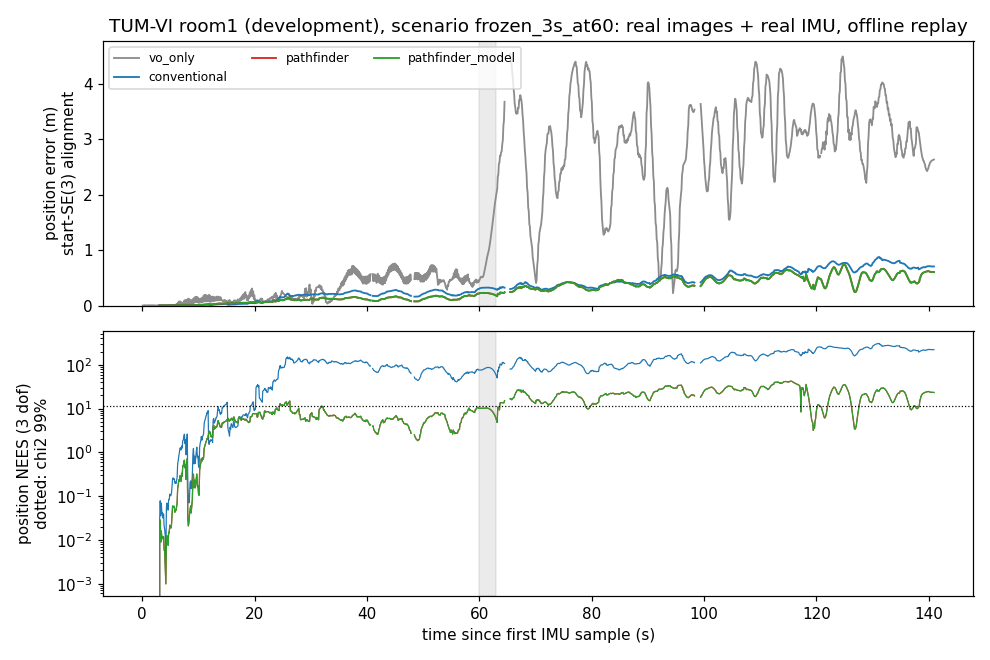 TUM-VI room1 (development), scenario frozen_3s_at60: real images + real IMU, offline replay
vo_only
conventional
pathfinder
pathfinder_model
position error (m)
start-SE(3) alignment
4
3
2
1
0
position NEES (3 dof)
dotted: chi2 99%
10²
10¹
10⁰
10⁻¹
10⁻²
10⁻³
0 20 40 60 80 100 120 140
time since first IMU sample (s)